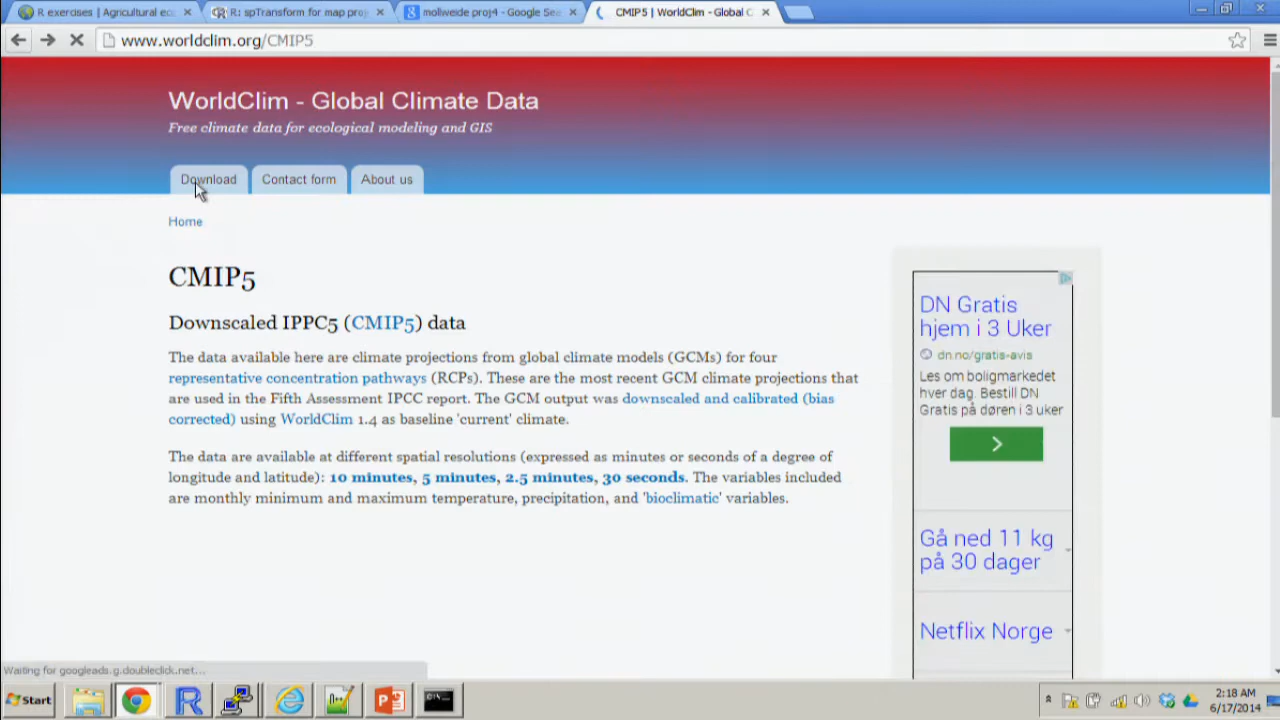 R exercises | Agricultural ec
R: spTransform for map proj
mollweide proj4 - Google Sea
CMIP5 | WorldClim - Global C
www.worldclim.org/CMIP5
WorldClim - Global Climate Data
Free climate data for ecological modeling and GIS
Download
Contact form
About us
Home
CMIP5
Downscaled IPPC5 (CMIP5) data
The data available here are climate projections from global climate models (GCMs) for four
representative concentration pathways (RCPs). These are the most recent GCM climate projections that
are used in the Fifth Assessment IPCC report. The GCM output was downscaled and calibrated (bias
corrected) using WorldClim 1.4 as baseline 'current' climate.
The data are available at different spatial resolutions (expressed as minutes or seconds of a degree of
longitude and latitude): 10 minutes, 5 minutes, 2.5 minutes, 30 seconds. The variables included
are monthly minimum and maximum temperature, precipitation, and 'bioclimatic' variables.
DN Gratis
hjem i 3 Uker
dn.no/gratis-avis
Les om boligmarkedet
hver dag. Bestill DN
Gratis på døren i 3 uker
Gå ned 11 kg
på 30 dager
Netflix Norge
Waiting for googleads.g.doubleclick.net...
Start
2:18 AM
6/17/2014